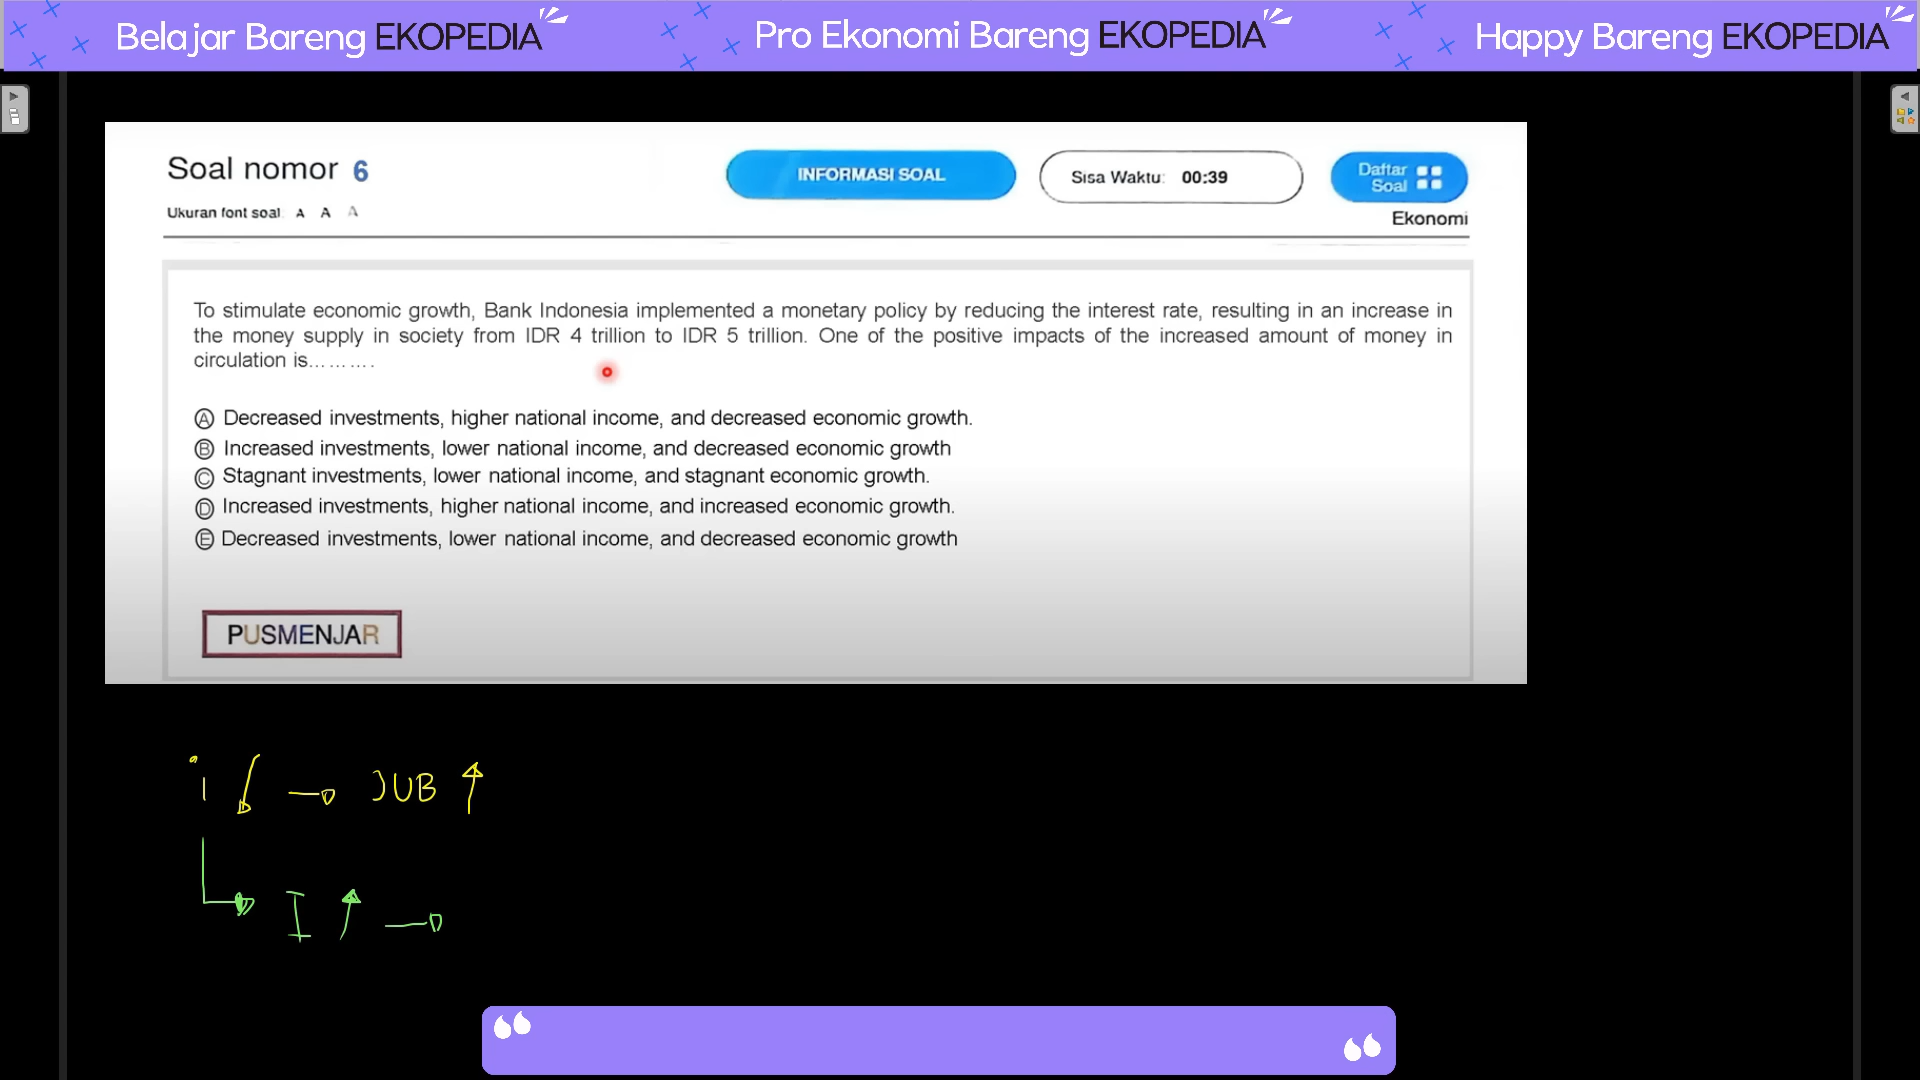 Belajar Bareng EKOPEDIA Pro Ekonomi Bareng EKOPEDIA Happy Bareng EKOPEDIA
Soal nomor 6
INFORMASI SOAL
Sisa Waktu: 00:39
Daftar
Soal
Ukuran font soal: A A A
Ekonomi
To stimulate economic growth, Bank Indonesia implemented a monetary policy by reducing the interest rate, resulting in an increase in
the money supply in society from IDR 4 trillion to IDR 5 trillion. One of the positive impacts of the increased amount of money in
circulation is……….
A Decreased investments, higher national income, and decreased economic growth.
B Increased investments, lower national income, and decreased economic growth
C Stagnant investments, lower national income, and stagnant economic growth.
D Increased investments, higher national income, and increased economic growth.
E Decreased investments, lower national income, and decreased economic growth
PUSMENJAR
i ↓ → JUB ↑
I ↑ →